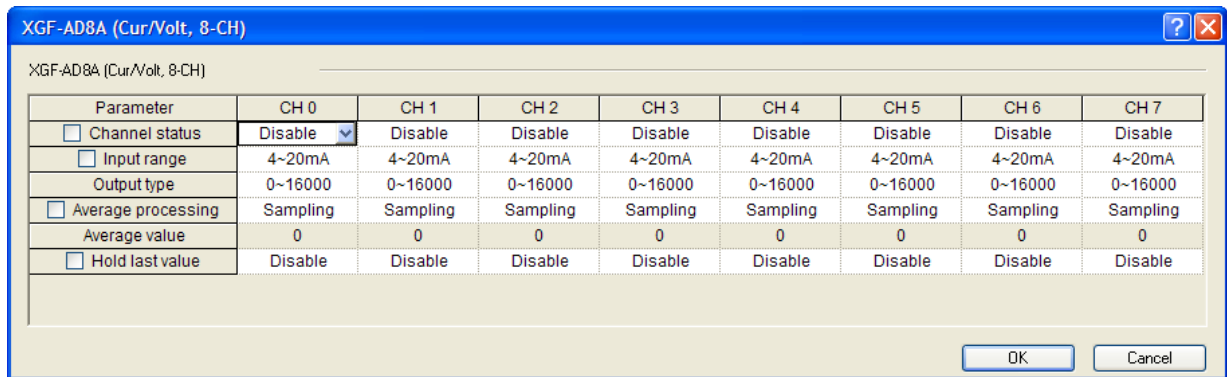 XGF-AD8A (Cur/Volt, 8-CH)
XGF-AD8A (Cur/Volt, 8-CH)
Parameter CH 0 CH 1 CH 2 CH 3 CH 4 CH 5 CH 6 CH 7
Channel status Disable Disable Disable Disable Disable Disable Disable Disable
Input range 4~20mA 4~20mA 4~20mA 4~20mA 4~20mA 4~20mA 4~20mA 4~20mA
Output type 0~16000 0~16000 0~16000 0~16000 0~16000 0~16000 0~16000 0~16000
Average processing Sampling Sampling Sampling Sampling Sampling Sampling Sampling Sampling
Average value 0 0 0 0 0 0 0 0
Hold last value Disable Disable Disable Disable Disable Disable Disable Disable
OK Cancel